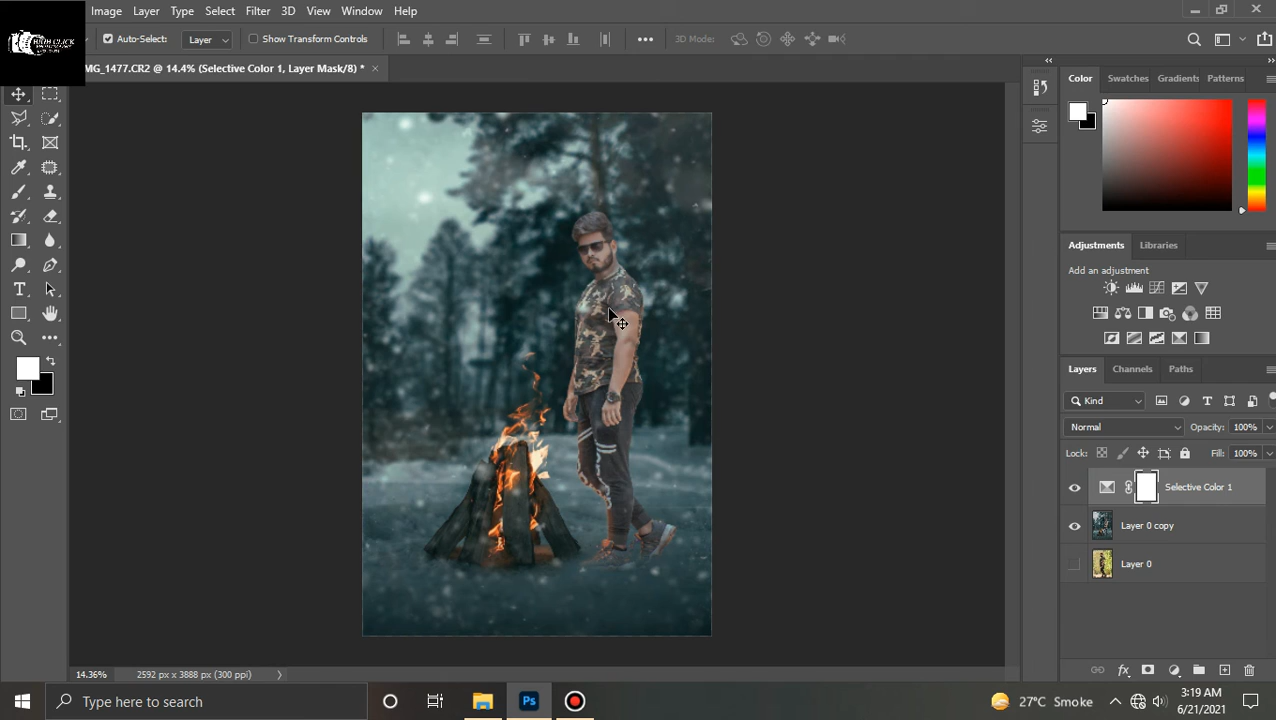 HIGH CLICK
Image Layer Type Select Filter 3D View Window Help
Auto-Select: Layer Show Transform Controls 3D Mode:
MG_1477.CR2 @ 14.4% (Selective Color 1, Layer Mask/8) *
Color Swatches Gradients Patterns
Adjustments Libraries
Add an adjustment
Layers Channels Paths
Kind
Normal Opacity: 100%
Lock: Fill: 100%
Selective Color 1
Layer 0 copy
Layer 0
14.36% 2592 px x 3888 px (300 ppi)
Type here to search
Ps
27°C Smoke
3:19 AM
6/21/2021